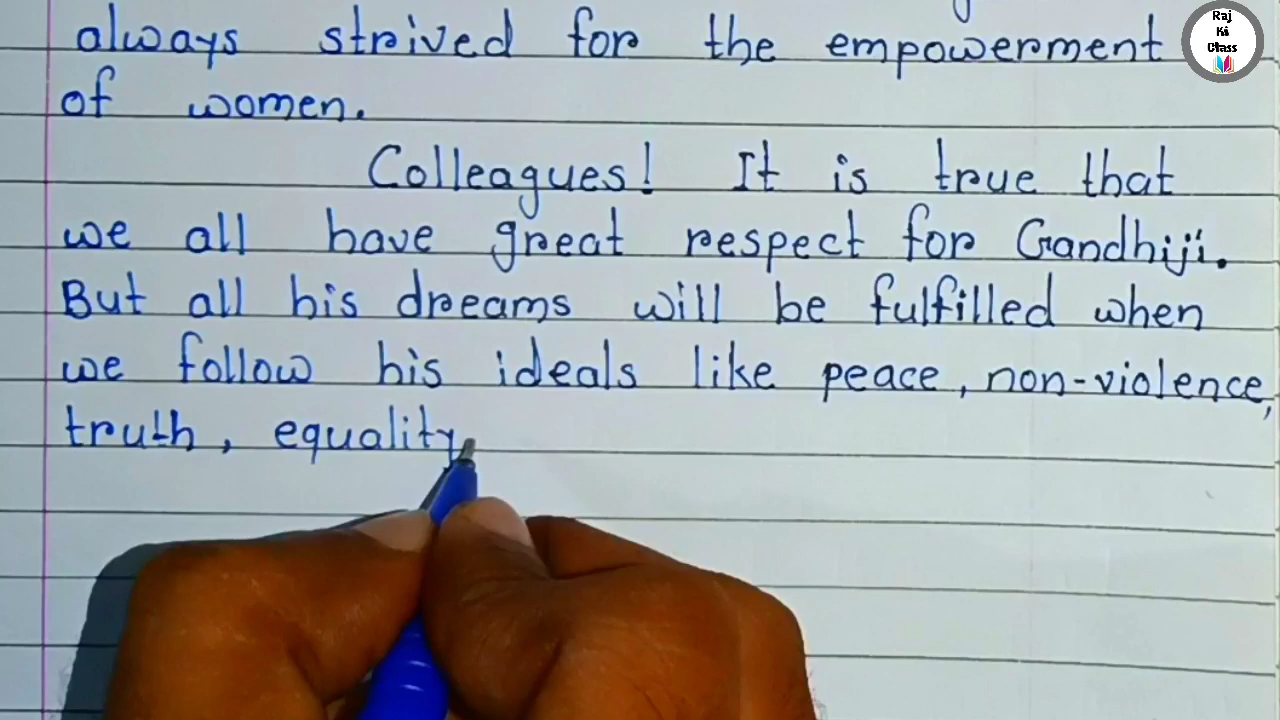 always strived for the empowerment
of women.
Colleagues! It is true that
we all have great respect for Gandhiji.
But all his dreams will be fulfilled when
we follow his ideals like peace, non-violence,
truth, equality
Raj
Ki
Class